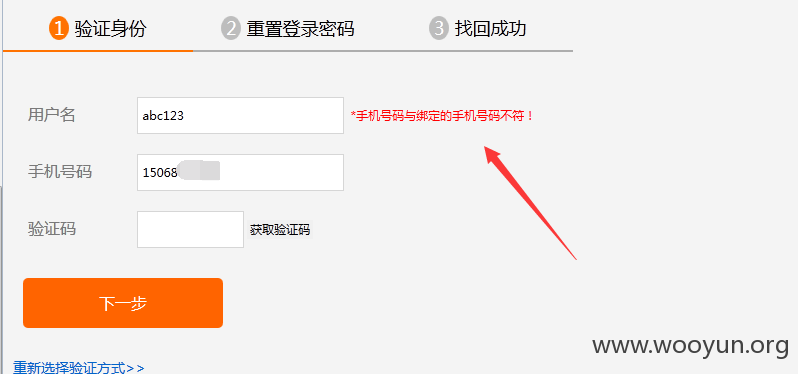 1 验证身份 2 重置登录密码 3 找回成功
用户名 abc123 *手机号码与绑定的手机号码不符！
手机号码 15068
验证码 获取验证码
下一步
www.wooyun.org
重新选择验证方式>>